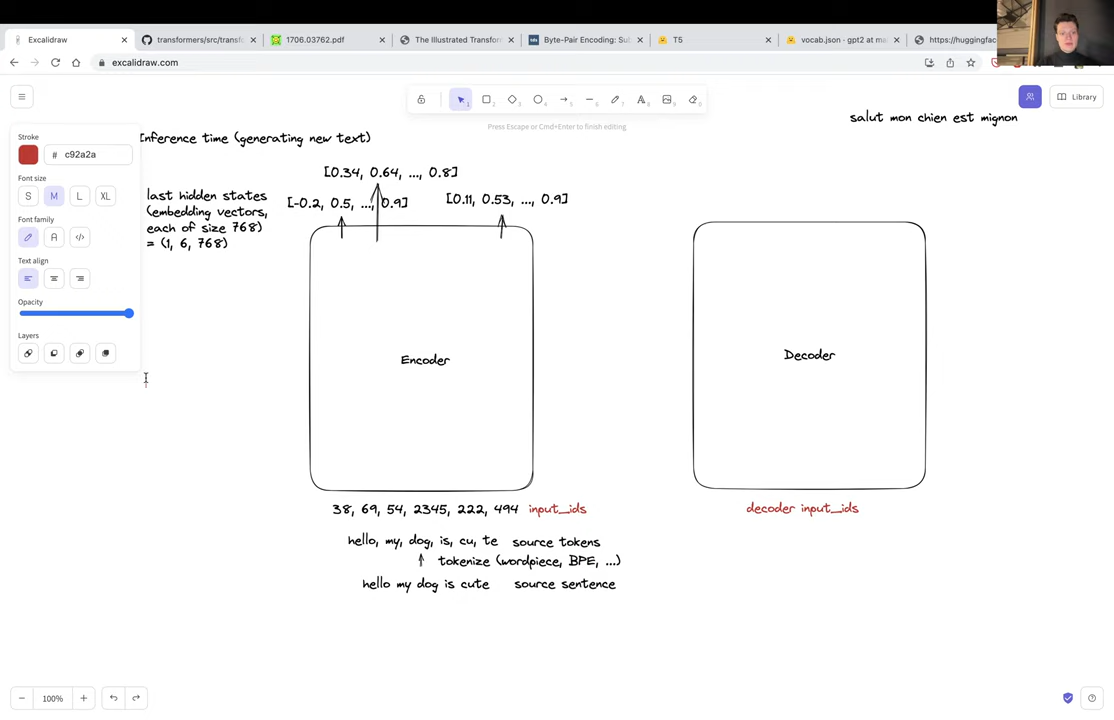 Excalidraw
transformers/src/transfo
1706.03762.pdf
The Illustrated Transform
Byte-Pair Encoding: Sub
T5
vocab.json · gpt2 at ma
https://huggingfac
excalidraw.com
Library
Press Escape or Cmd+Enter to finish editing
salut mon chien est mignon
Inference time (generating new text)
Stroke
# c92a2a
Font size
S M L XL
Font family
A </>
Text align
Opacity
Layers
[0.34, 0.64, ..., 0.8]
[-0.2, 0.5, ..., 0.9]
[0.11, 0.53, ..., 0.9]
last hidden states
(embedding vectors,
each of size 768)
= (1, 6, 768)
Encoder
Decoder
38, 69, 54, 2345, 222, 494 input_ids
decoder input_ids
hello, my, dog, is, cu, te source tokens
tokenize (wordpiece, BPE, ...)
hello my dog is cute source sentence
100%